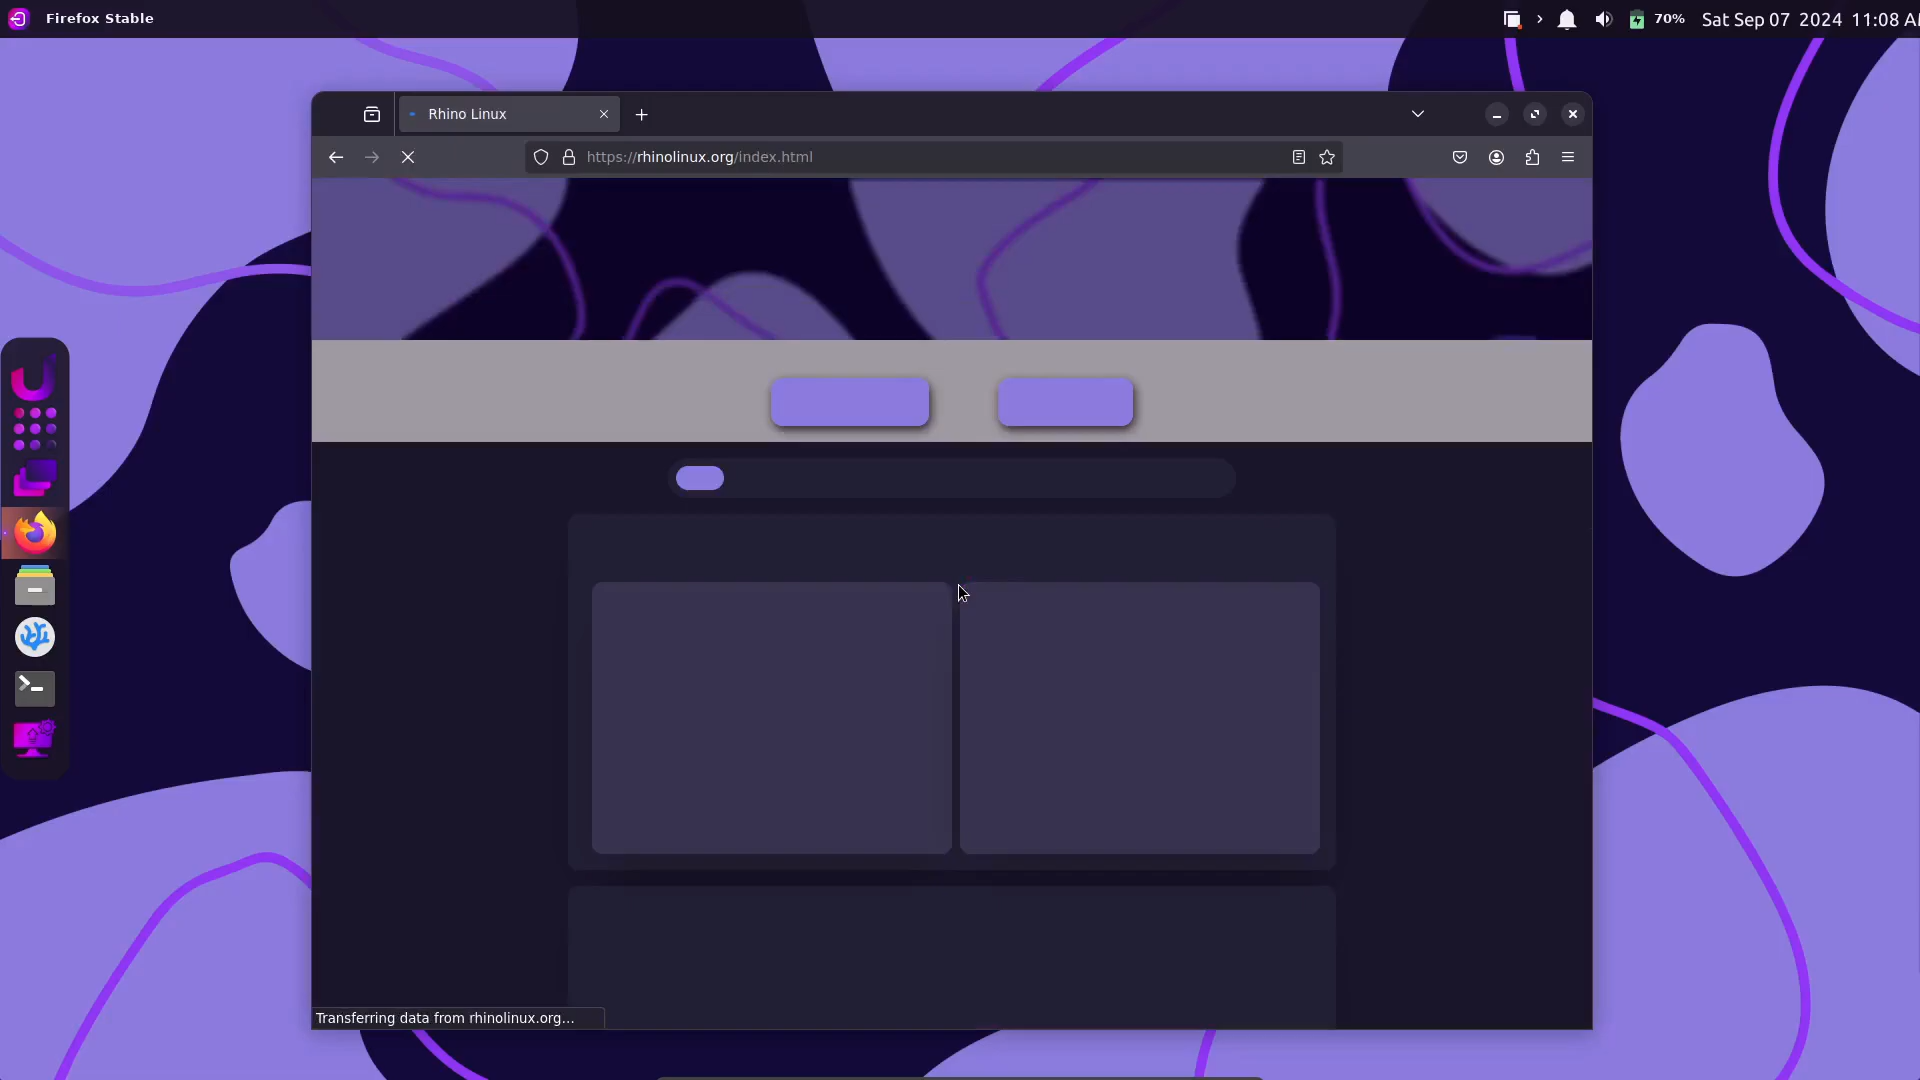 Firefox Stable
70%
Sat Sep 07 2024 11:08 A
Rhino Linux
https://rhinolinux.org/index.html
Transferring data from rhinolinux.org…